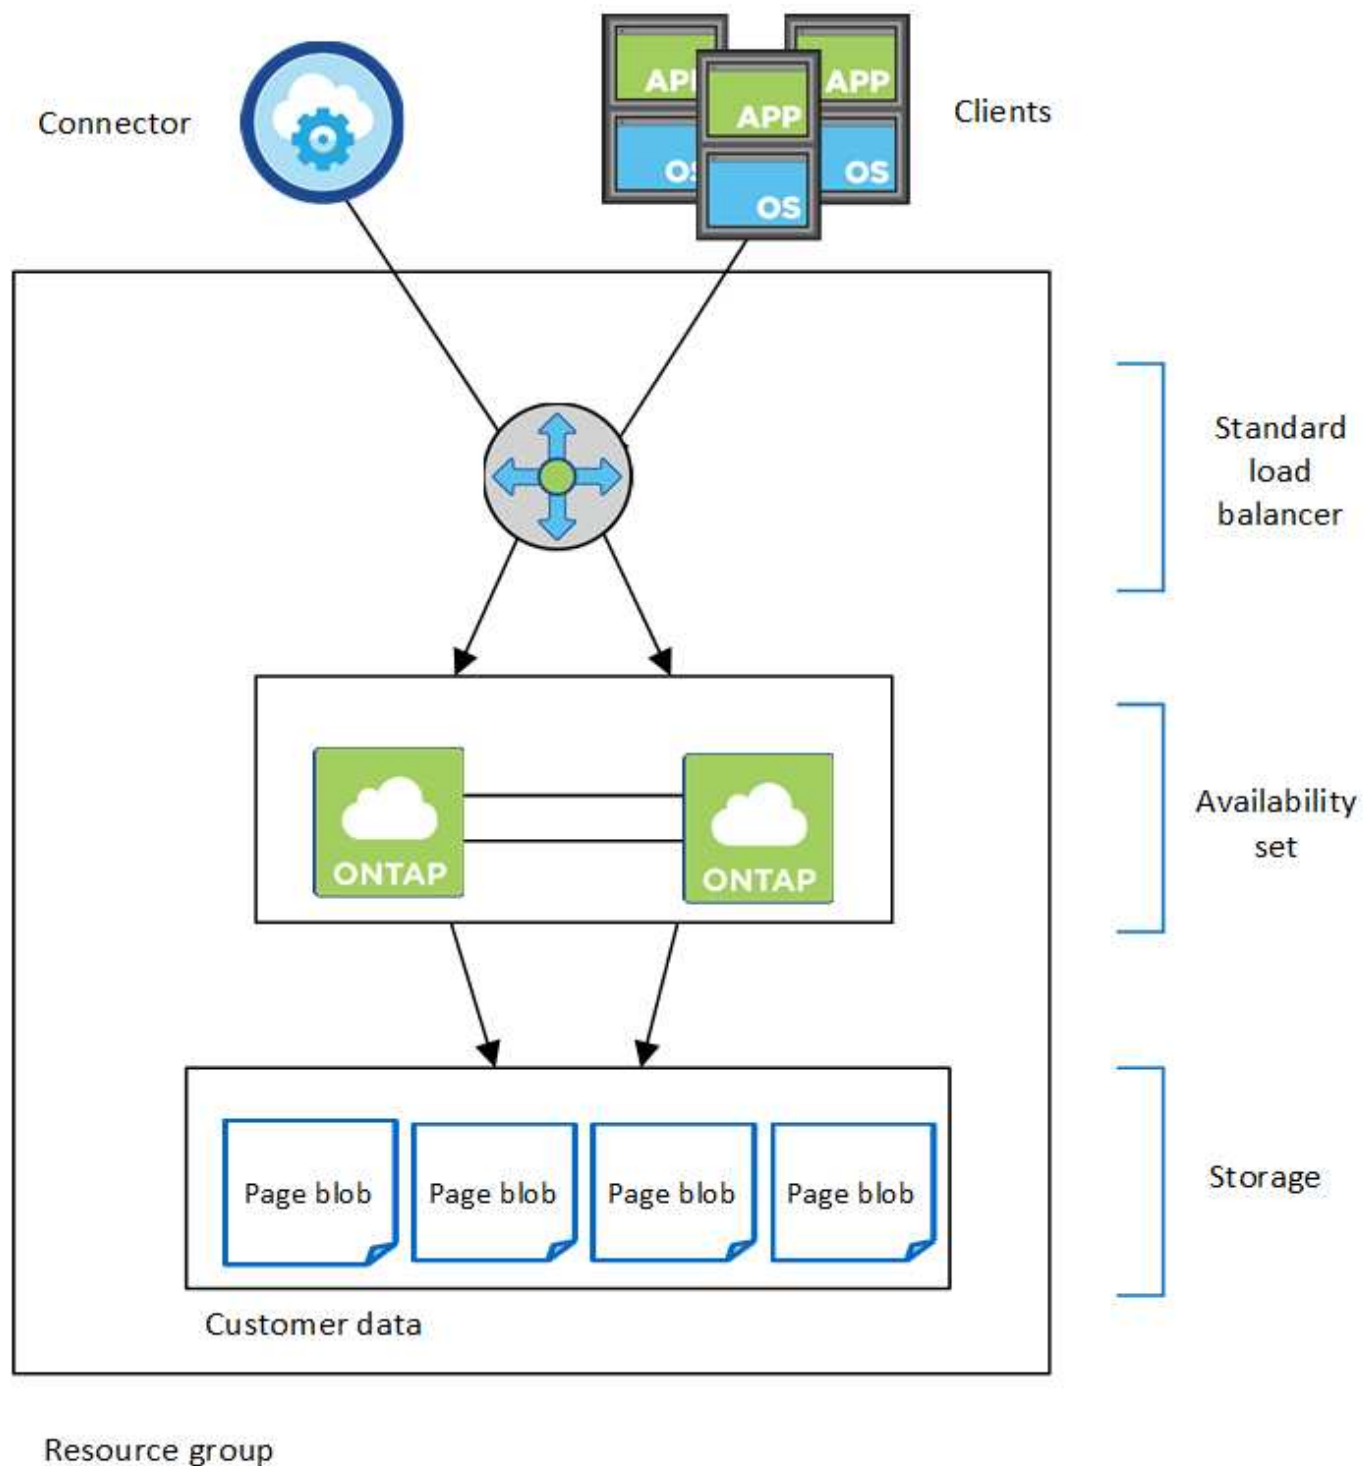 Connector
APP
OS
APP
OS
APP
OS
Clients
Standard
load
balancer
ONTAP
ONTAP
Availability
set
Page blob
Page blob
Page blob
Page blob
Storage
Customer data
Resource group